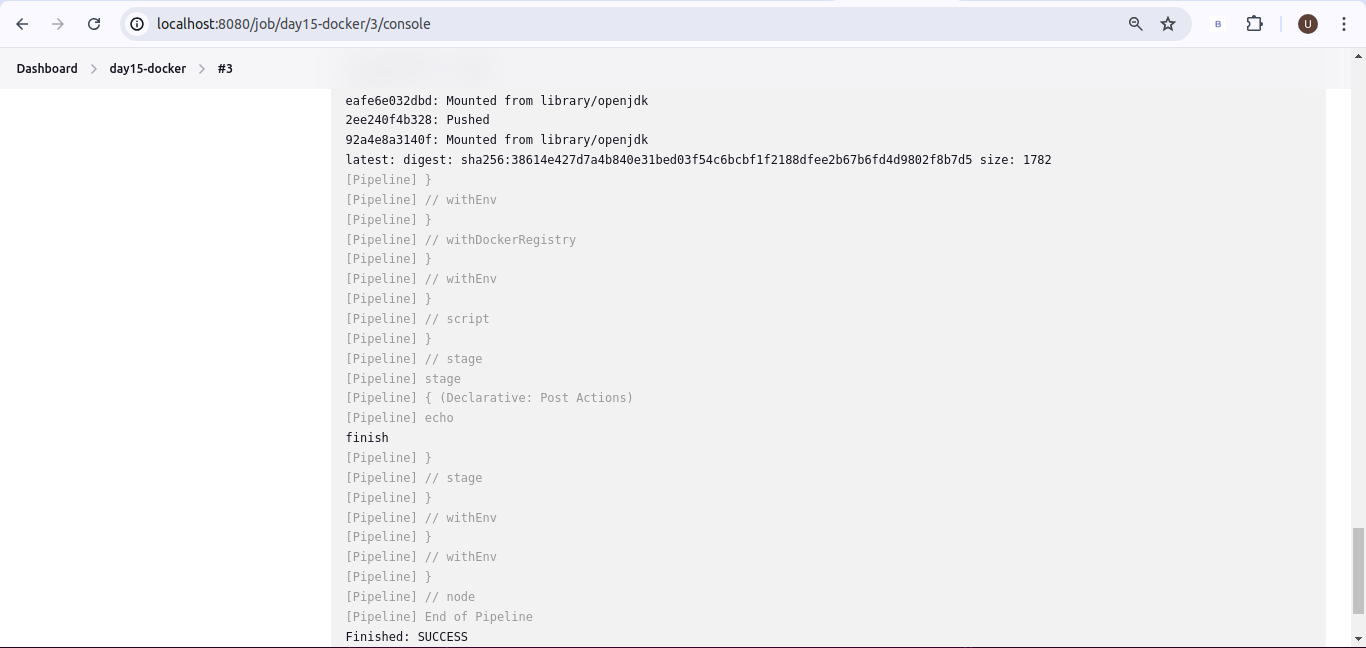 localhost:8080/job/day15-docker/3/console
B
U
Dashboard > day15-docker > #3
eafe6e032dbd: Mounted from library/openjdk
2ee240f4b328: Pushed
92a4e8a3140f: Mounted from library/openjdk
latest: digest: sha256:38614e427d7a4b840e31bed03f54c6bcbf1f2188dfee2b67b6fd4d9802f8b7d5 size: 1782
[Pipeline] }
[Pipeline] // withEnv
[Pipeline] }
[Pipeline] // withDockerRegistry
[Pipeline] }
[Pipeline] // withEnv
[Pipeline] }
[Pipeline] // script
[Pipeline] }
[Pipeline] // stage
[Pipeline] stage
[Pipeline] { (Declarative: Post Actions)
[Pipeline] echo
finish
[Pipeline] }
[Pipeline] // stage
[Pipeline] }
[Pipeline] // withEnv
[Pipeline] }
[Pipeline] // withEnv
[Pipeline] }
[Pipeline] // node
[Pipeline] End of Pipeline
Finished: SUCCESS